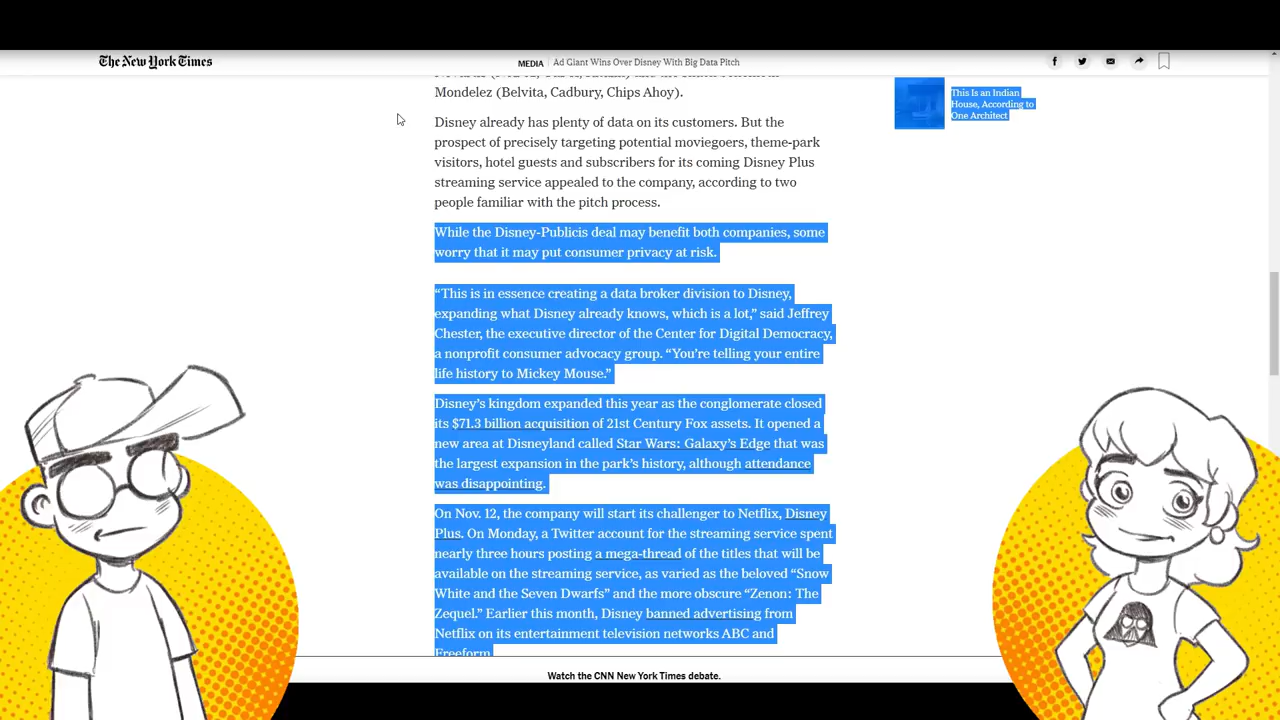 The New York Times
MEDIA | Ad Giant Wins Over Disney With Big Data Pitch
Mondelez (Belvita, Cadbury, Chips Ahoy).
Disney already has plenty of data on its customers. But the
prospect of precisely targeting potential moviegoers, theme-park
visitors, hotel guests and subscribers for its coming Disney Plus
streaming service appealed to the company, according to two
people familiar with the pitch process.
While the Disney-Publicis deal may benefit both companies, some
worry that it may put consumer privacy at risk.
“This is in essence creating a data broker division to Disney,
expanding what Disney already knows, which is a lot,” said Jeffrey
Chester, the executive director of the Center for Digital Democracy,
a nonprofit consumer advocacy group. “You’re telling your entire
life history to Mickey Mouse.”
Disney’s kingdom expanded this year as the conglomerate closed
its $71.3 billion acquisition of 21st Century Fox assets. It opened a
new area at Disneyland called Star Wars: Galaxy’s Edge that was
the largest expansion in the park’s history, although attendance
was disappointing.
On Nov. 12, the company will start its challenger to Netflix, Disney
Plus. On Monday, a Twitter account for the streaming service spent
nearly three hours posting a mega-thread of the titles that will be
available on the streaming service, as varied as the beloved “Snow
White and the Seven Dwarfs” and the more obscure “Zenon: The
Zequel.” Earlier this month, Disney banned advertising from
Netflix on its entertainment television networks ABC and
Freeform.
This Is an Indian
House, According to
One Architect
Watch the CNN New York Times debate.